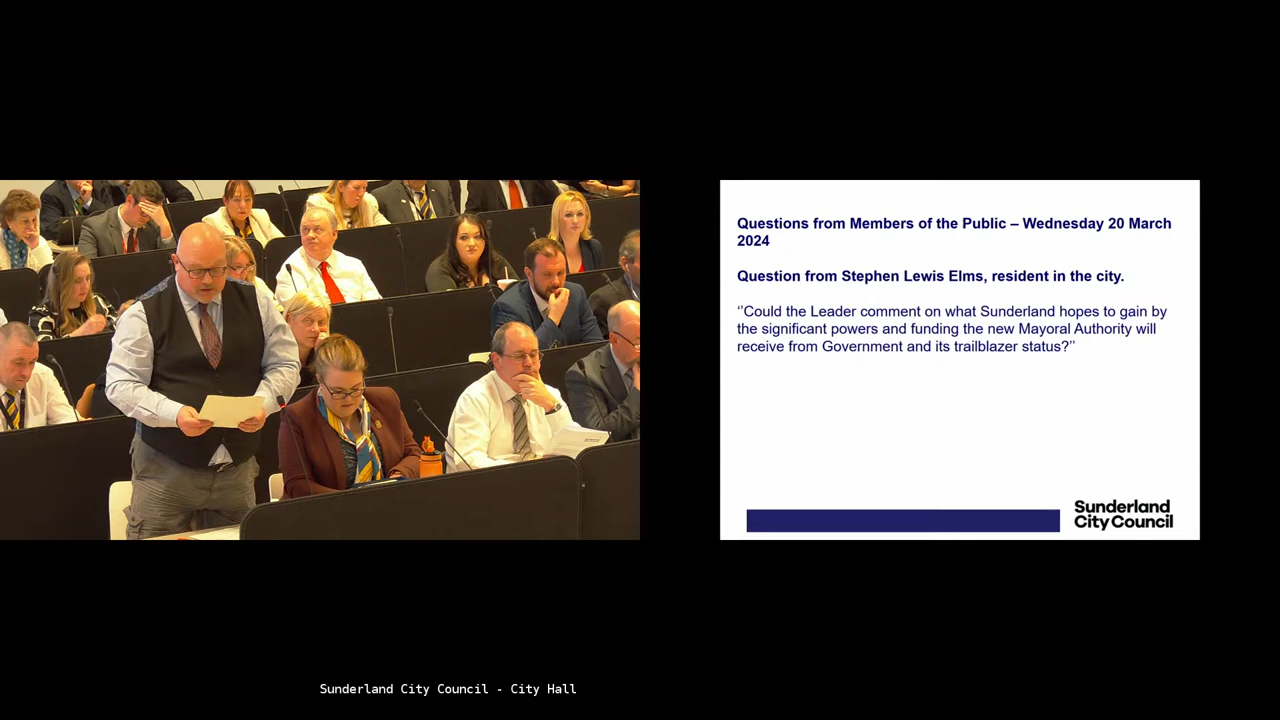 Questions from Members of the Public – Wednesday 20 March
2024
Question from Stephen Lewis Elms, resident in the city.
‘’Could the Leader comment on what Sunderland hopes to gain by
the significant powers and funding the new Mayoral Authority will
receive from Government and its trailblazer status?’’
Sunderland
City Council
Sunderland City Council - City Hall